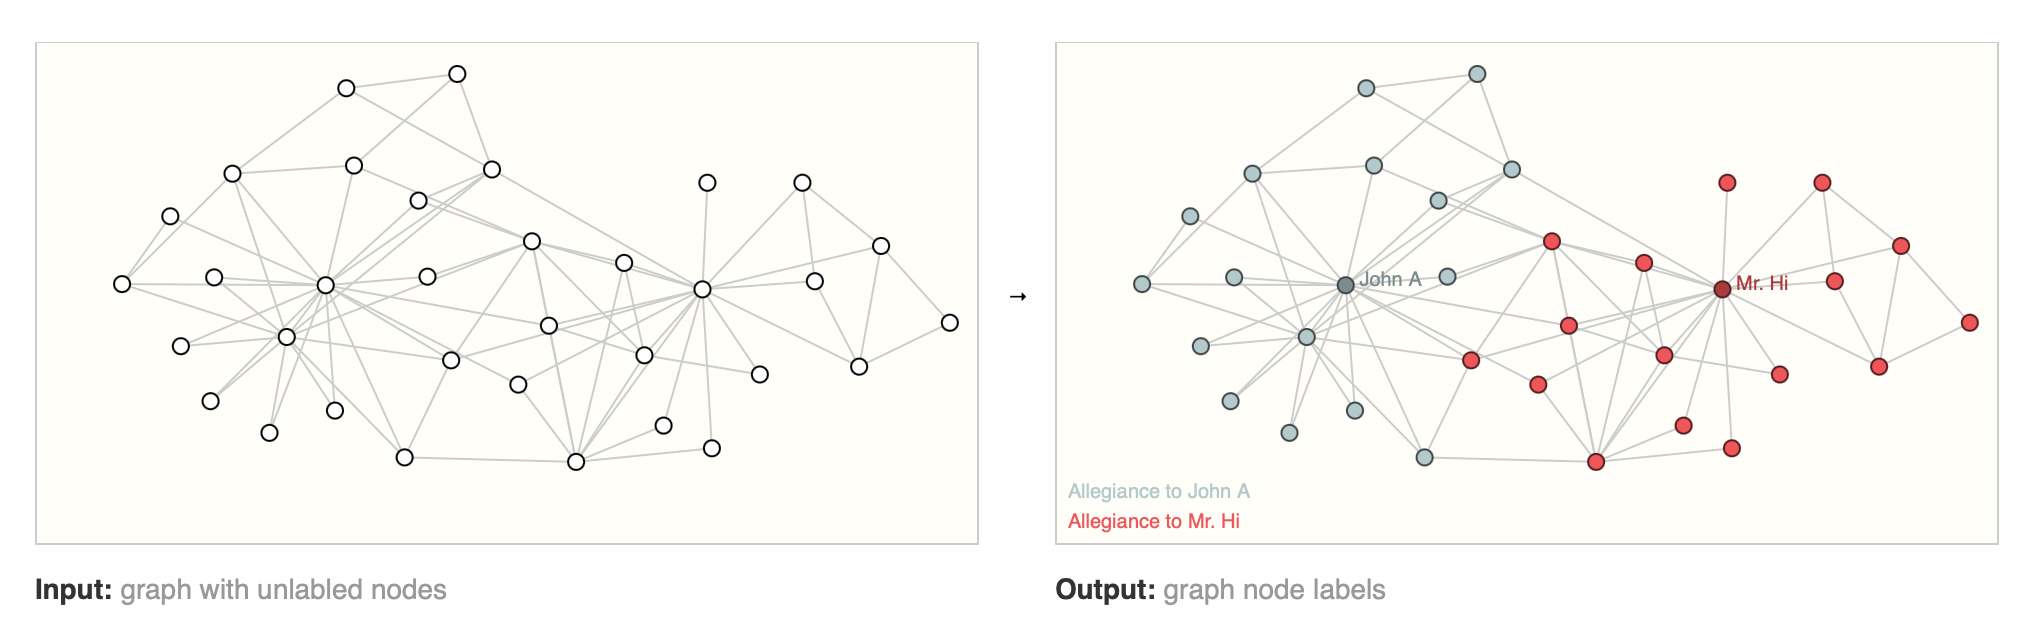 John A
Mr. Hi
Allegiance to John A
Allegiance to Mr. Hi
Input: graph with unlabled nodes
Output: graph node labels